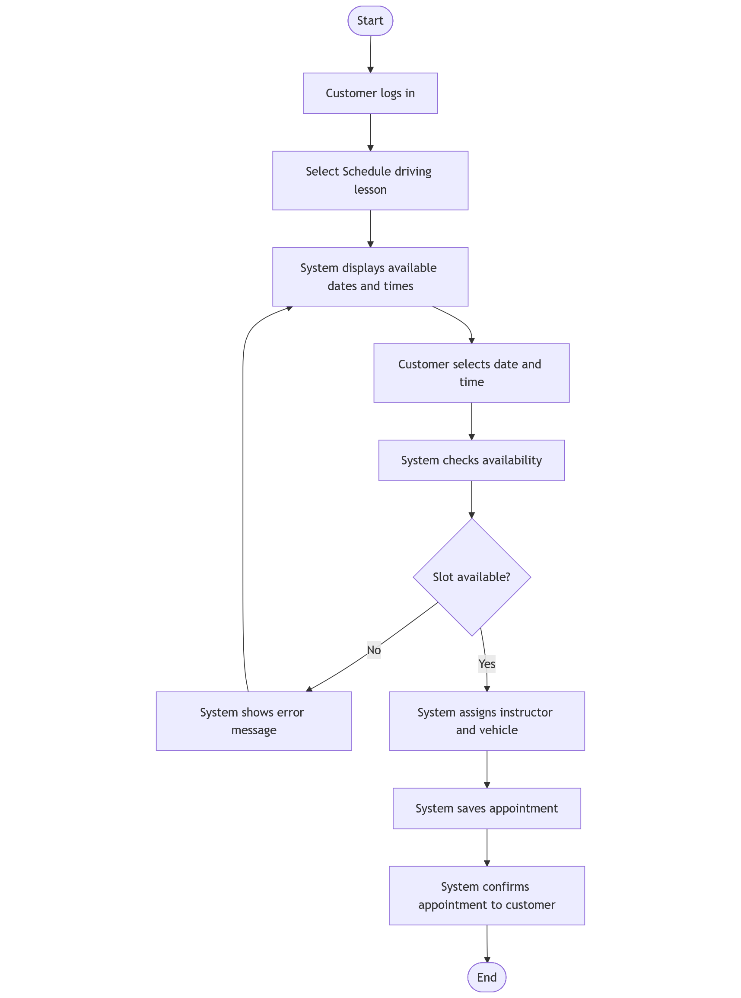 Start
Customer logs in
Select Schedule driving
lesson
System displays available
dates and times
Customer selects date and
time
System checks availability
Slot available?
No
Yes
System shows error
message
System assigns instructor
and vehicle
System saves appointment
System confirms
appointment to customer
End